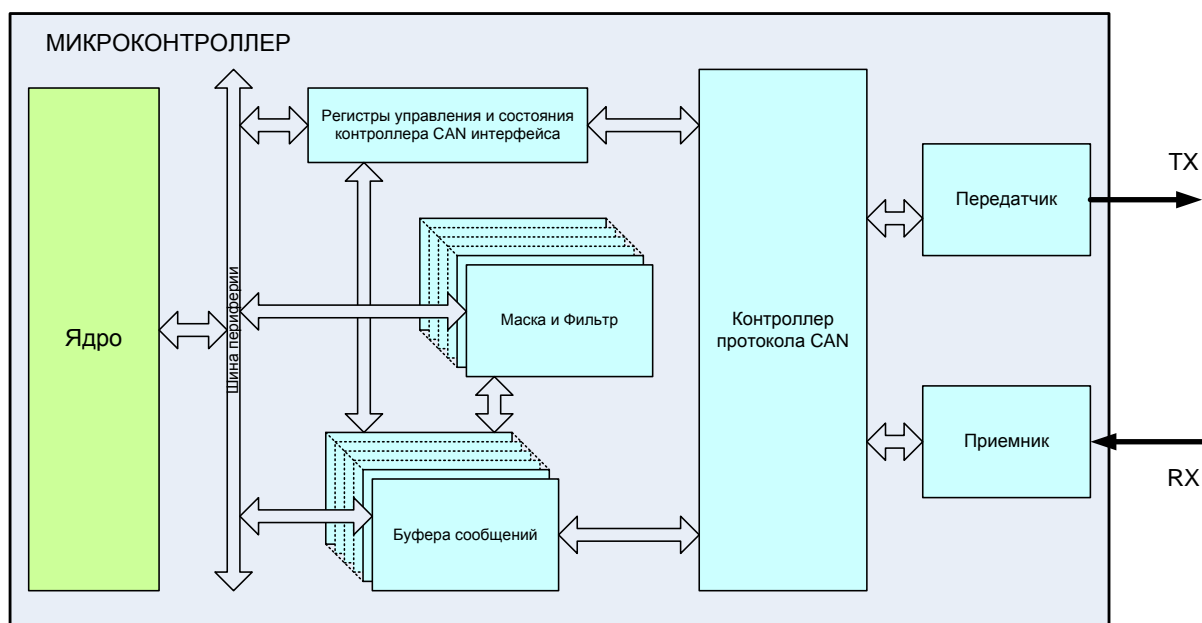 МИКРОКОНТРОЛЛЕР
Регистры управления и состояния
контроллера CAN интерфейса
TX
Передатчик
Шина периферии
Маска и Фильтр
Ядро
Контроллер
протокола CAN
Приемник
RX
Буфера сообщений